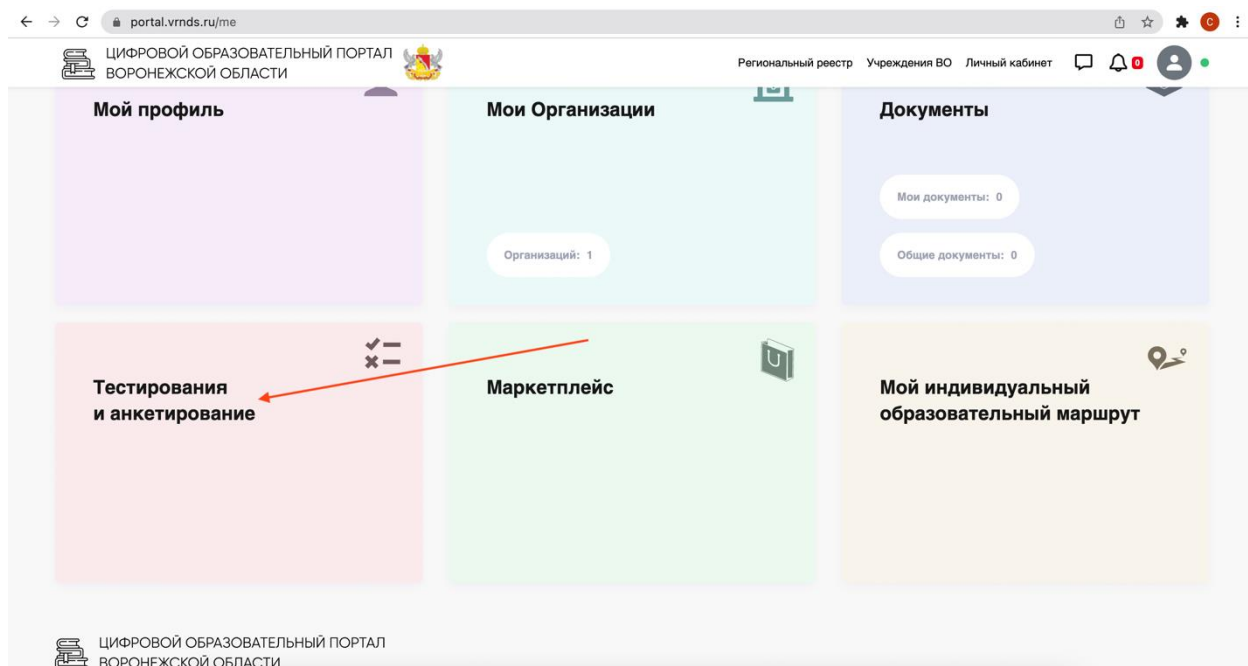 portal.vrnds.ru/me
C
ЦИФРОВОЙ ОБРАЗОВАТЕЛЬНЫЙ ПОРТАЛ
ВОРОНЕЖСКОЙ ОБЛАСТИ
Региональный реестр Учреждения ВО Личный кабинет 0
Мой профиль
Мои Организации
Организаций: 1
Документы
Мои документы: 0
Общие документы: 0
Тестирования
и анкетирование
Маркетплейс
Мой индивидуальный
образовательный маршрут
ЦИФРОВОЙ ОБРАЗОВАТЕЛЬНЫЙ ПОРТАЛ
ВОРОНЕЖСКОЙ ОБЛАСТИ